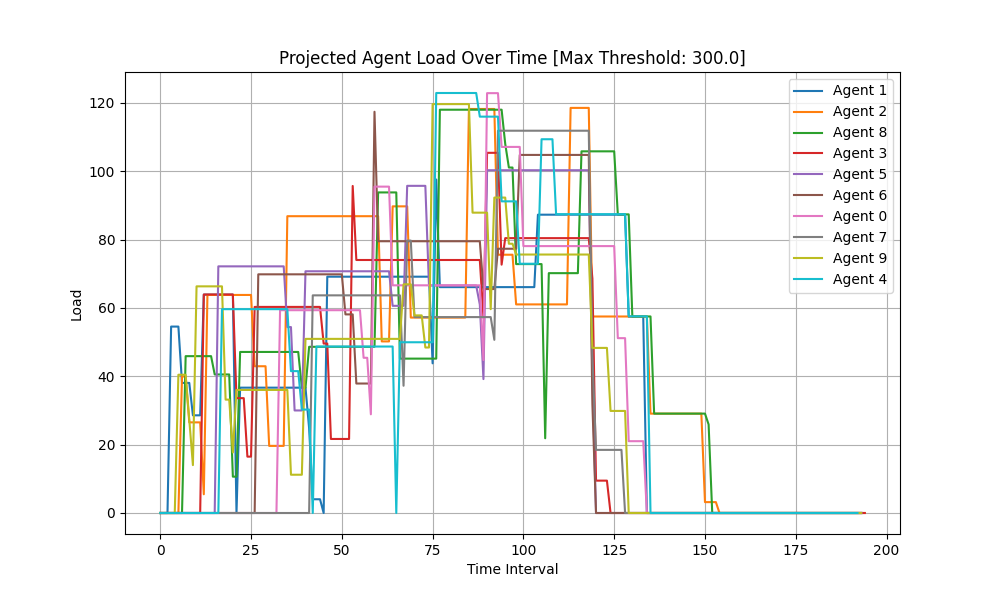 Projected Agent Load Over Time [Max Threshold: 300.0]
Load
120
100
80
60
40
20
0
0 25 50 75 100 125 150 175 200
Time Interval
Agent 1
Agent 2
Agent 8
Agent 3
Agent 5
Agent 6
Agent 0
Agent 7
Agent 9
Agent 4